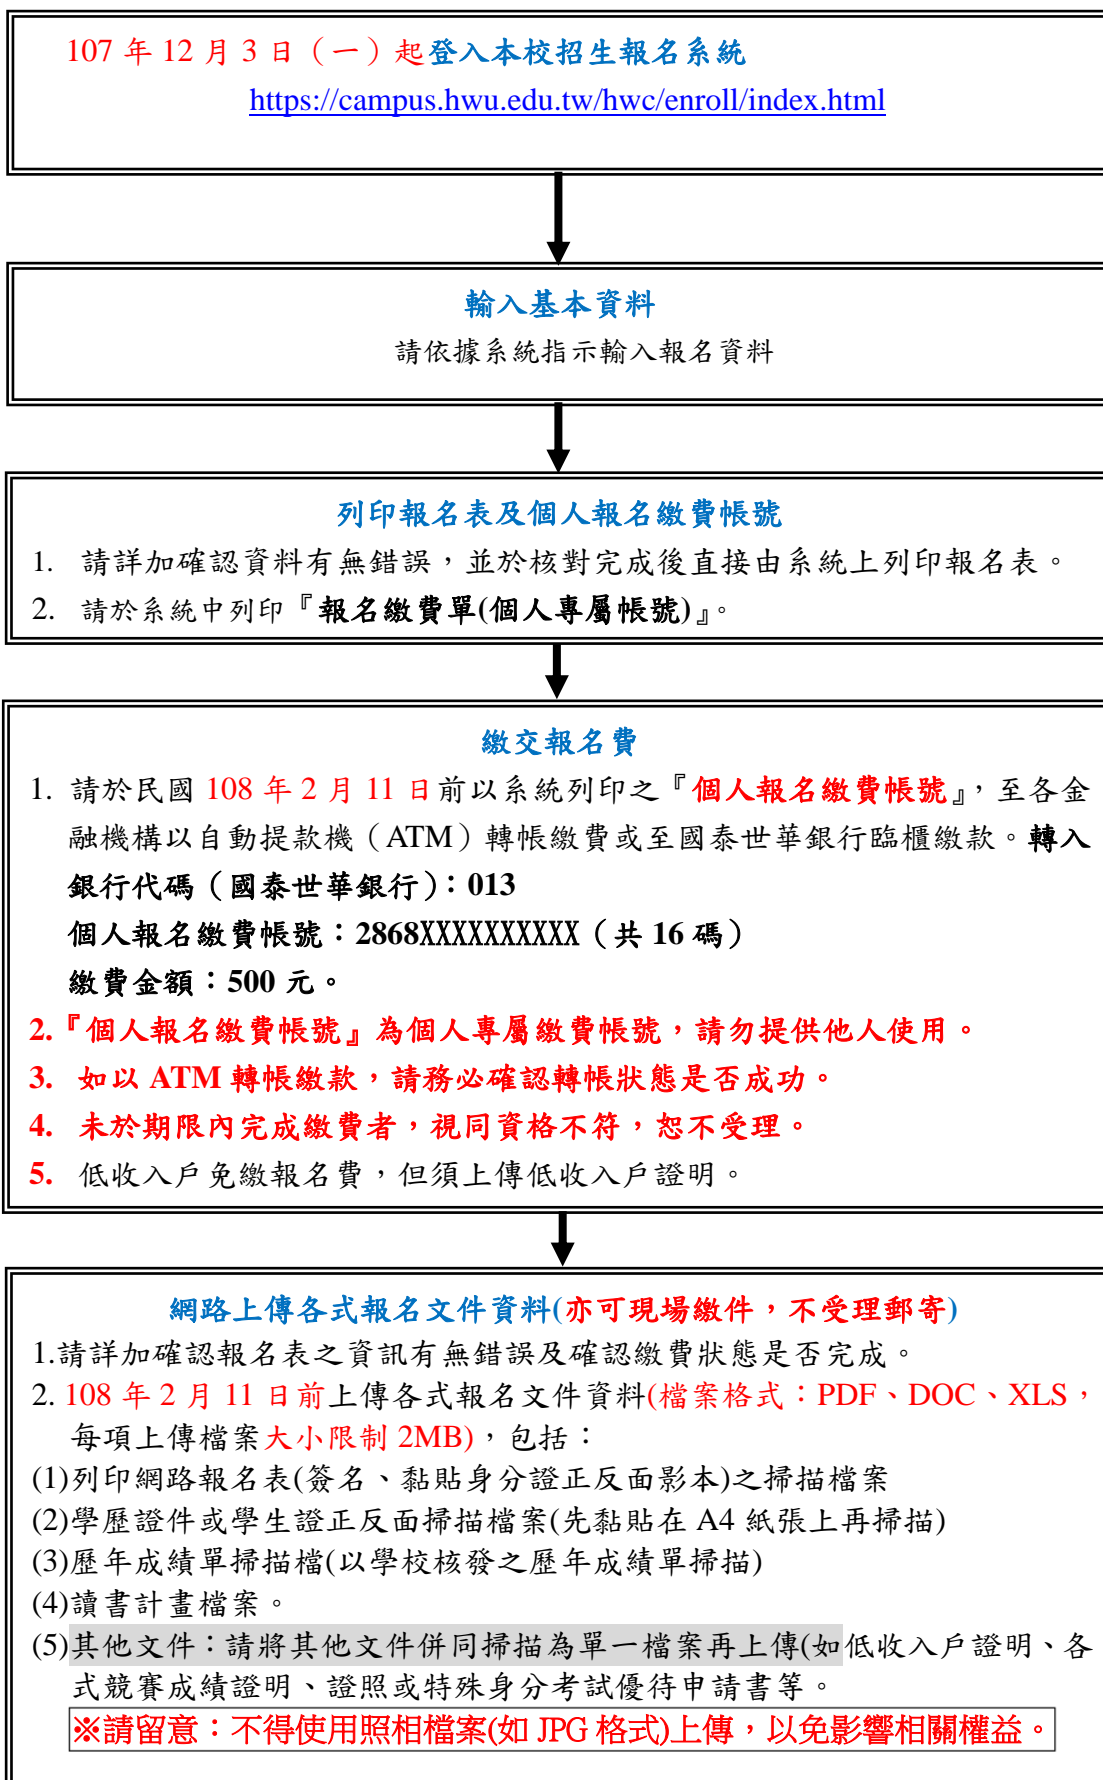 107 年 12 月 3 日（一）起登入本校招生報名系統
https://campus.hwu.edu.tw/hwc/enroll/index.html
輸入基本資料
請依據系統指示輸入報名資料
列印報名表及個人報名繳費帳號
1. 請詳加確認資料有無錯誤，並於核對完成後直接由系統上列印報名表。
2. 請於系統中列印『報名繳費單(個人專屬帳號)』。
繳交報名費
1. 請於民國 108 年 2 月 11 日前以系統列印之『個人報名繳費帳號』，至各金
融機構以自動提款機（ATM）轉帳繳費或至國泰世華銀行臨櫃繳款。轉入
銀行代碼（國泰世華銀行）：013
個人報名繳費帳號：2868XXXXXXXXXX（共 16 碼）
繳費金額：500 元。
2.『個人報名繳費帳號』為個人專屬繳費帳號，請勿提供他人使用。
3. 如以 ATM 轉帳繳款，請務必確認轉帳狀態是否成功。
4. 未於期限內完成繳費者，視同資格不符，恕不受理。
5. 低收入戶免繳報名費，但須上傳低收入戶證明。
網路上傳各式報名文件資料(亦可現場繳件，不受理郵寄)
1.請詳加確認報名表之資訊有無錯誤及確認繳費狀態是否完成。
2. 108 年 2 月 11 日前上傳各式報名文件資料(檔案格式：PDF、DOC、XLS，
每項上傳檔案大小限制 2MB)，包括：
(1)列印網路報名表(簽名、黏貼身分證正反面影本)之掃描檔案
(2)學歷證件或學生證正反面掃描檔案(先黏貼在 A4 紙張上再掃描)
(3)歷年成績單掃描檔(以學校核發之歷年成績單掃描)
(4)讀書計畫檔案。
(5)其他文件：請將其他文件併同掃描為單一檔案再上傳(如低收入戶證明、各
式競賽成績證明、證照或特殊身分考試優待申請書等。
※請留意：不得使用照相檔案(如 JPG 格式)上傳，以免影響相關權益。